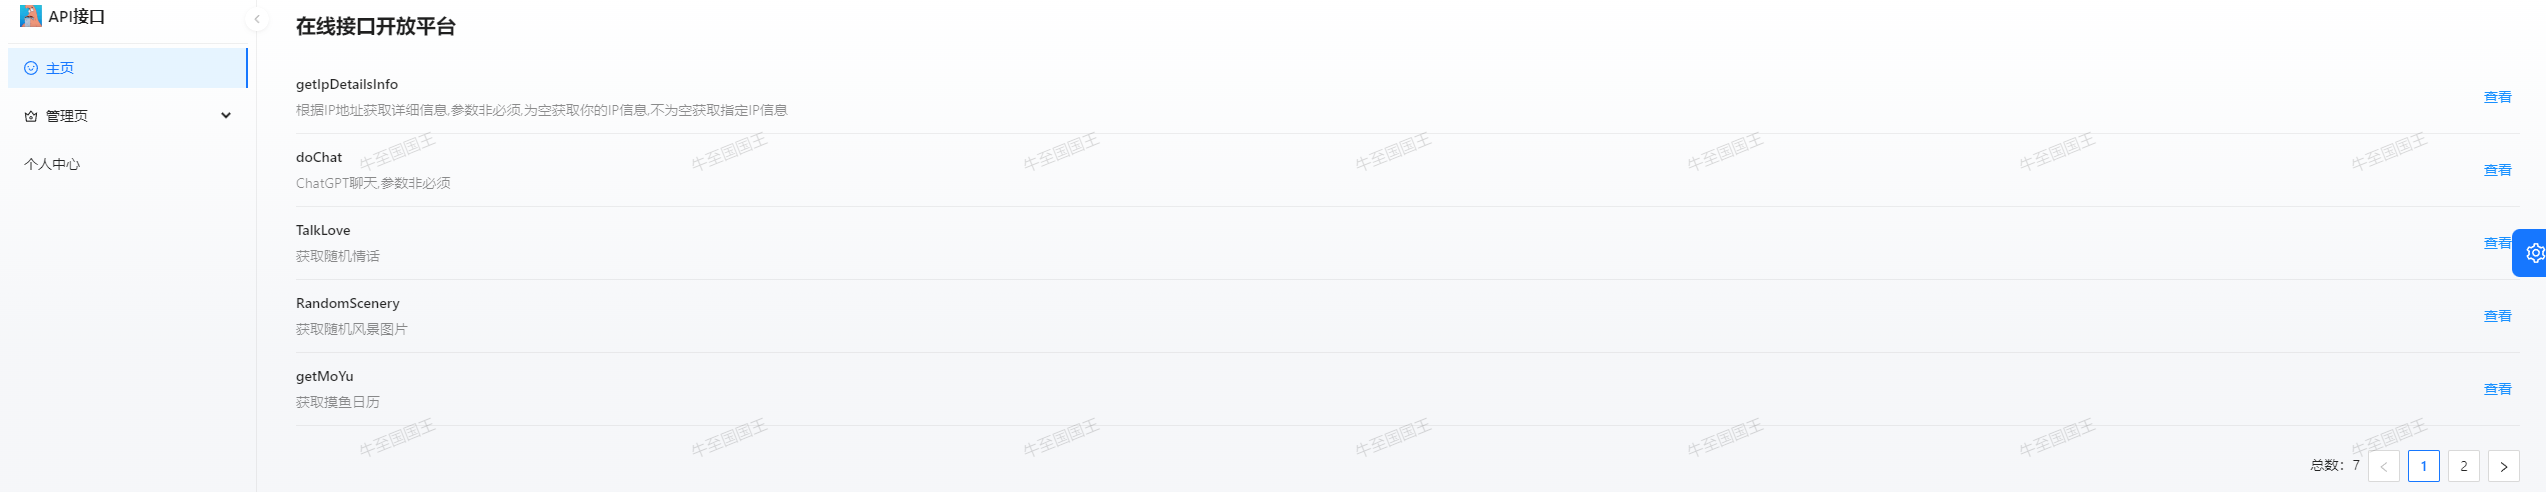 API接口
主页
管理页
个人中心
在线接口开放平台
getIpDetailsInfo
根据IP地址获取详细信息,参数非必须,为空获取你的IP信息,不为空获取指定IP信息
查看
牛至国国王 牛至国国王 牛至国国王 牛至国国王 牛至国国王 牛至国国王 牛至国国王
doChat
ChatGPT聊天,参数非必须
查看
TalkLove
获取随机情话
查看
RandomScenery
获取随机风景图片
查看
getMoYu
获取摸鱼日历
查看
牛至国国王 牛至国国王 牛至国国王 牛至国国王 牛至国国王 牛至国国王 牛至国国王
总数：7 < 1 2 >